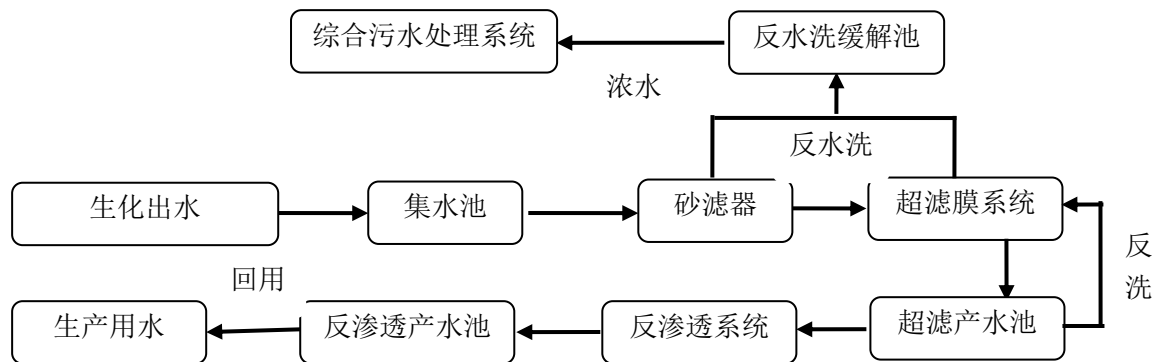 综合污水处理系统
反水洗缓解池
浓水
反水洗
生化出水
集水池
砂滤器
超滤膜系统
反洗
回用
生产用水
反渗透产水池
反渗透系统
超滤产水池